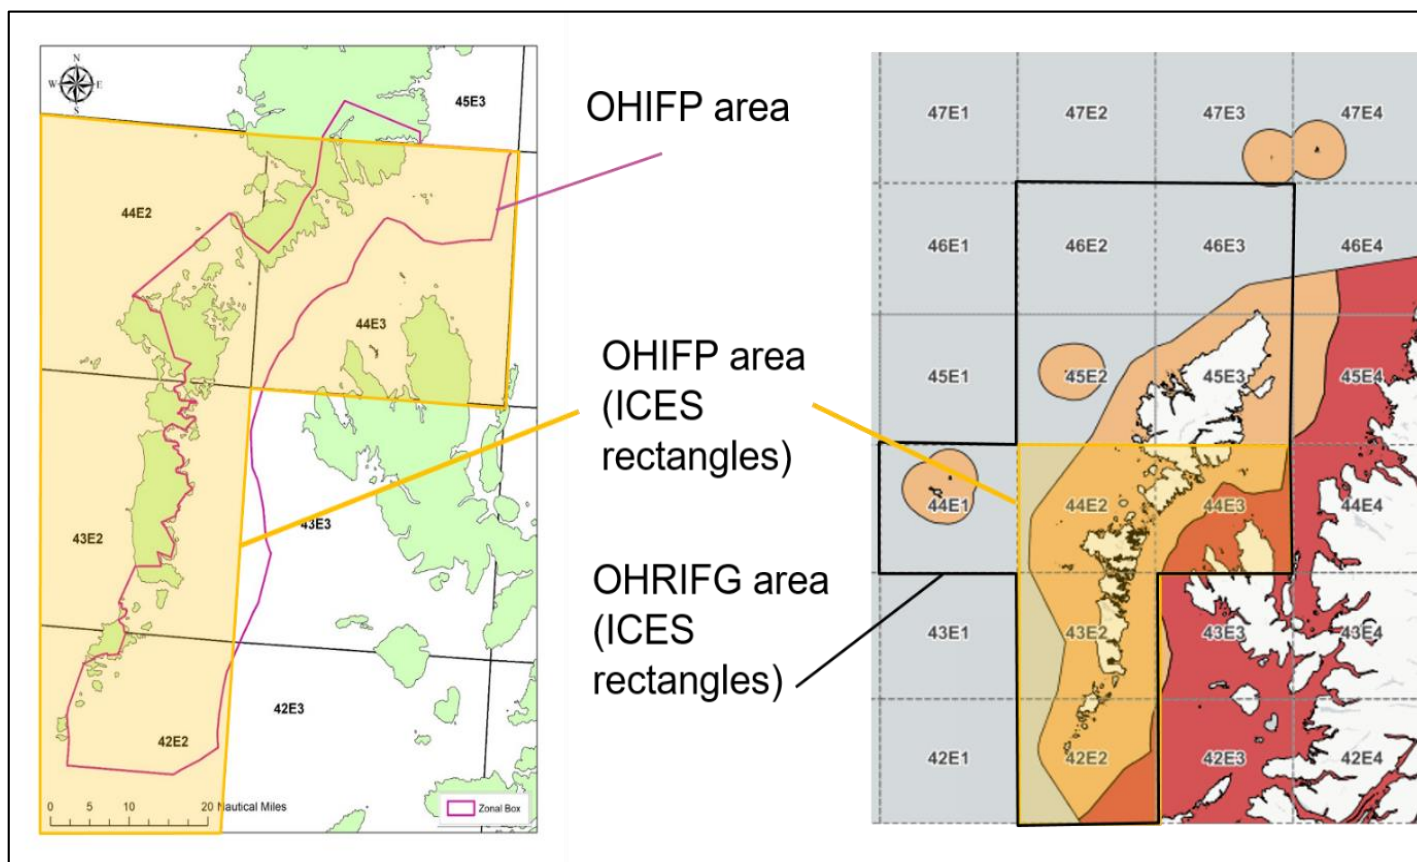 N
W E
S
45E3
44E2
44E3
43E2
43E3
42E3
42E2
0 5 10 20 Nautical Miles
Zonal Box
OHIFP area
OHIFP area
(ICES
rectangles)
OHRIFG area
(ICES
rectangles)
47E1 47E2 47E3 47E4
46E1 46E2 46E3 46E4
45E1 45E2 45E3 45E4
44E1 44E2 44E3 44E4
43E1 43E2 43E3 43E4
42E1 42E2 42E3 42E4